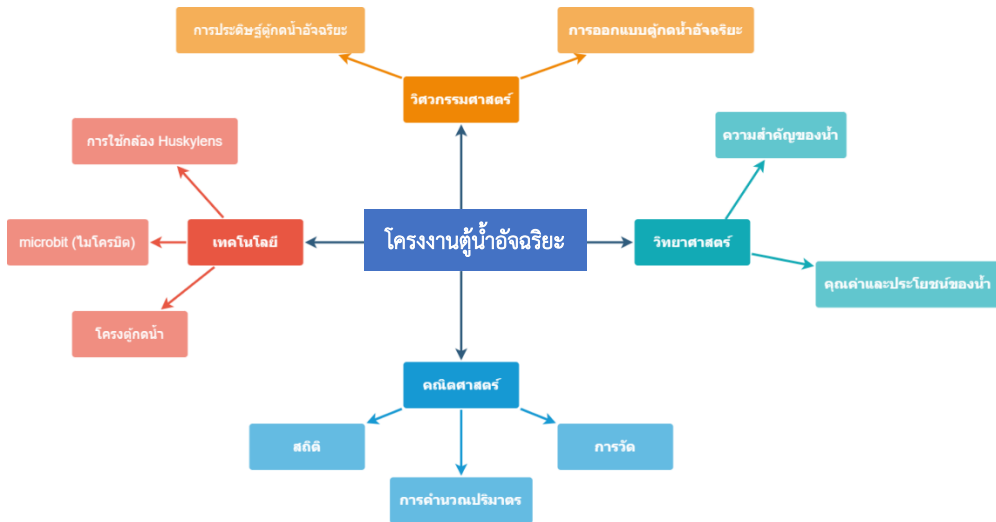 การประดิษฐ์ตู้กดน้ำอัจฉริยะ
การออกแบบตู้กดน้ำอัจฉริยะ
วิศวกรรมศาสตร์
การใช้กล้อง Huskylens
ความสำคัญของน้ำ
microbit (ไมโครบิต)
เทคโนโลยี
โครงงานตู้น้ำอัจฉริยะ
วิทยาศาสตร์
คุณค่าและประโยชน์ของน้ำ
โครงตู้กดน้ำ
คณิตศาสตร์
สถิติ
การวัด
การคำนวณปริมาตร